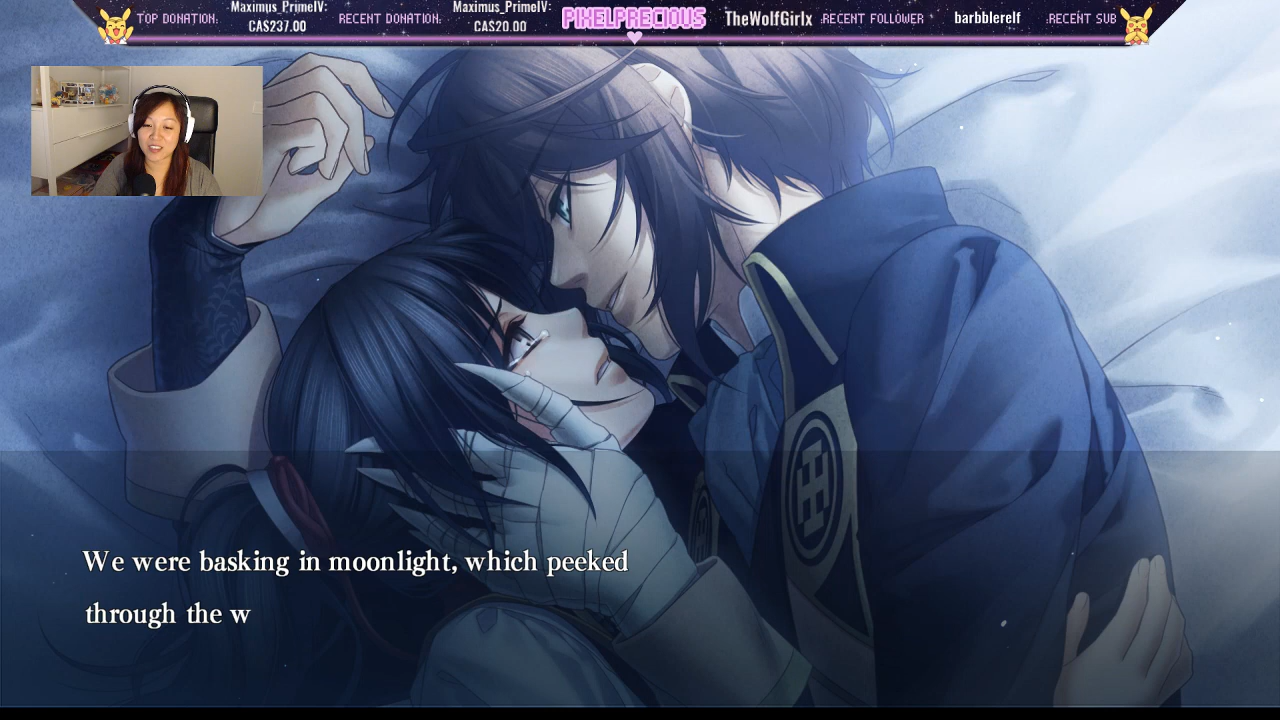 TOP DONATION:
Maximus_PrimeIV:
CA$237.00
RECENT DONATION:
Maximus_PrimeIV:
CA$20.00
PIXELPRECIOUS
TheWolfGirlx
:RECENT FOLLOWER
barbblerelf
:RECENT SUB
We were basking in moonlight, which peeked
through the w